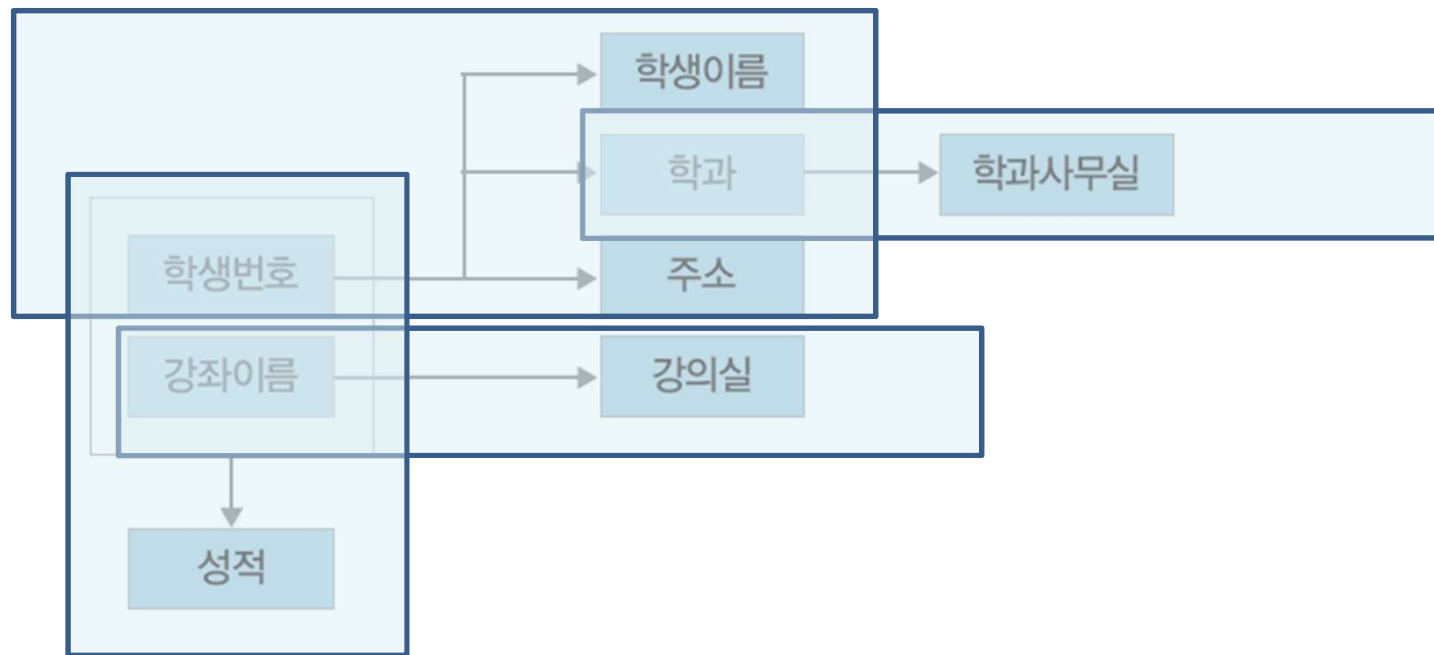 학생이름
학과
학과사무실
학생번호
주소
강좌이름
강의실
성적